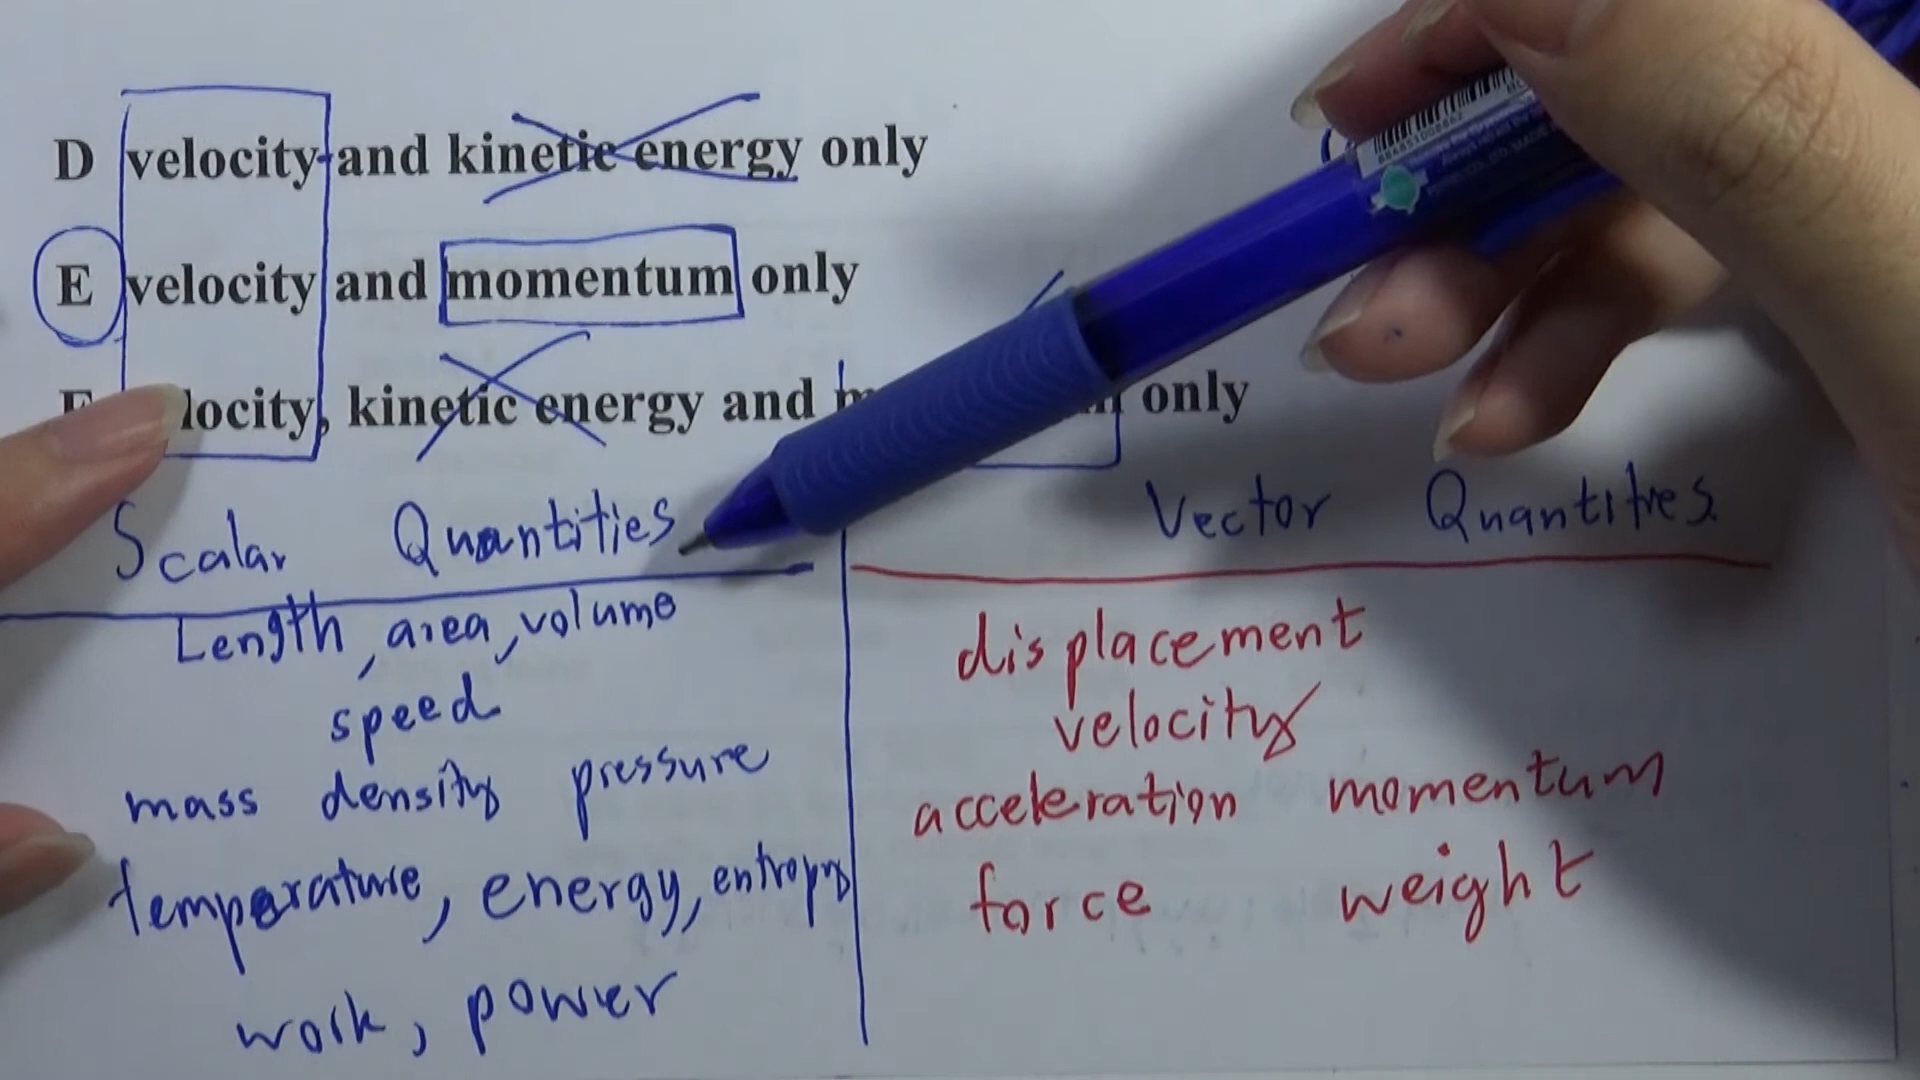 D velocity and kinetic energy only
E velocity and momentum only
locity, kinetic energy and only
Scalar Quantities
Vector Quantities
Length, area, volume
speed
mass density pressure
temperature, energy, entropy
work, power
displacement
velocity
acceleration momentum
force weight